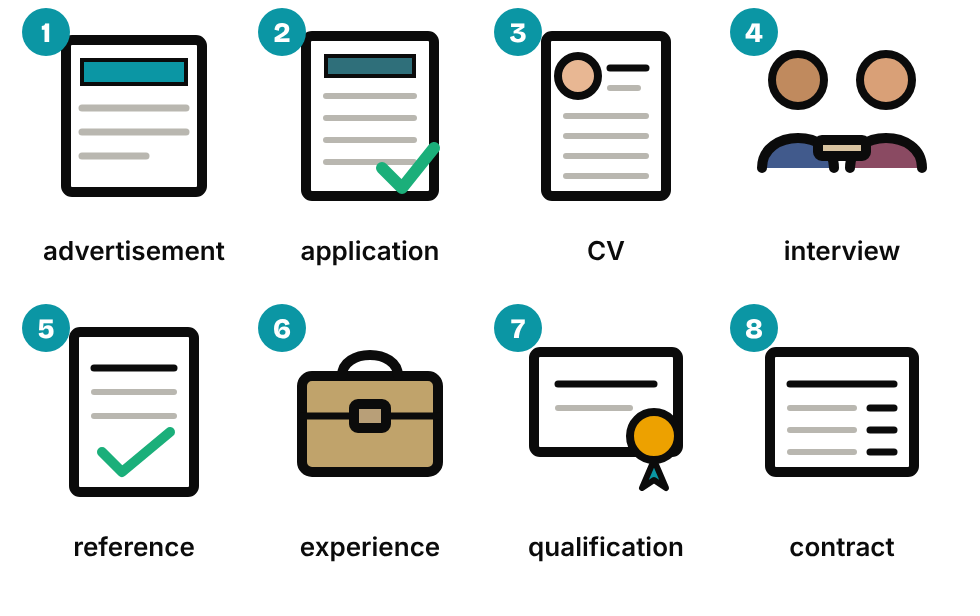 1
advertisement
2
application
3
CV
4
interview
5
reference
6
experience
7
qualification
8
contract